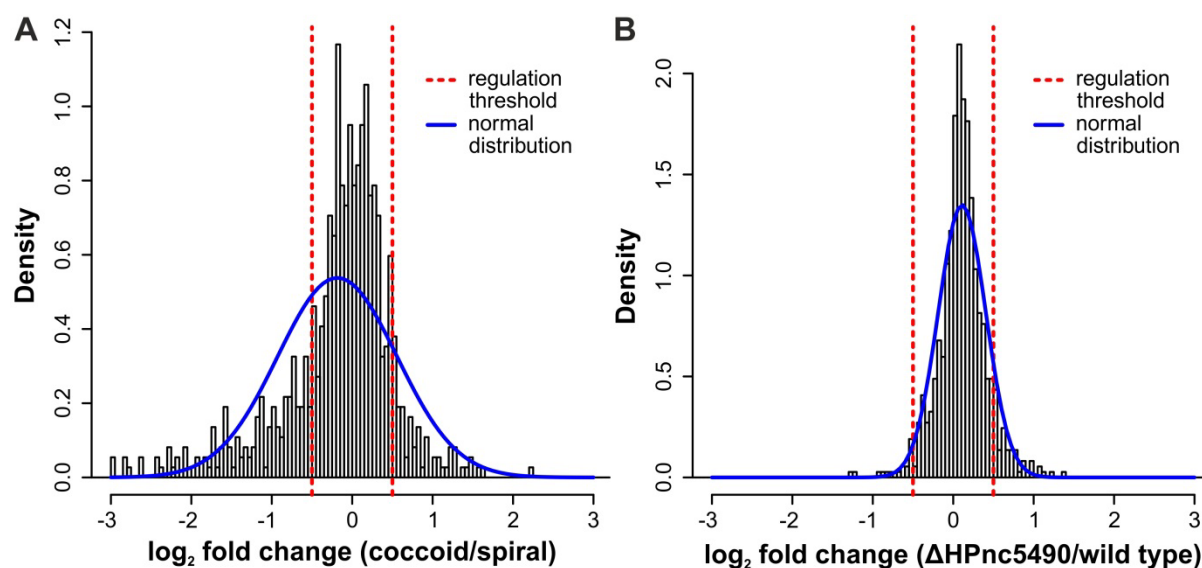 A
1.2
1.0
0.8
0.6
0.4
0.2
0.0
Density
regulation
threshold
normal
distribution
-3 -2 -1 0 1 2 3
log₂ fold change (coccoid/spiral)
B
2.0
1.5
1.0
0.5
0.0
Density
regulation
threshold
normal
distribution
-3 -2 -1 0 1 2 3
log₂ fold change (ΔHPnc5490/wild type)